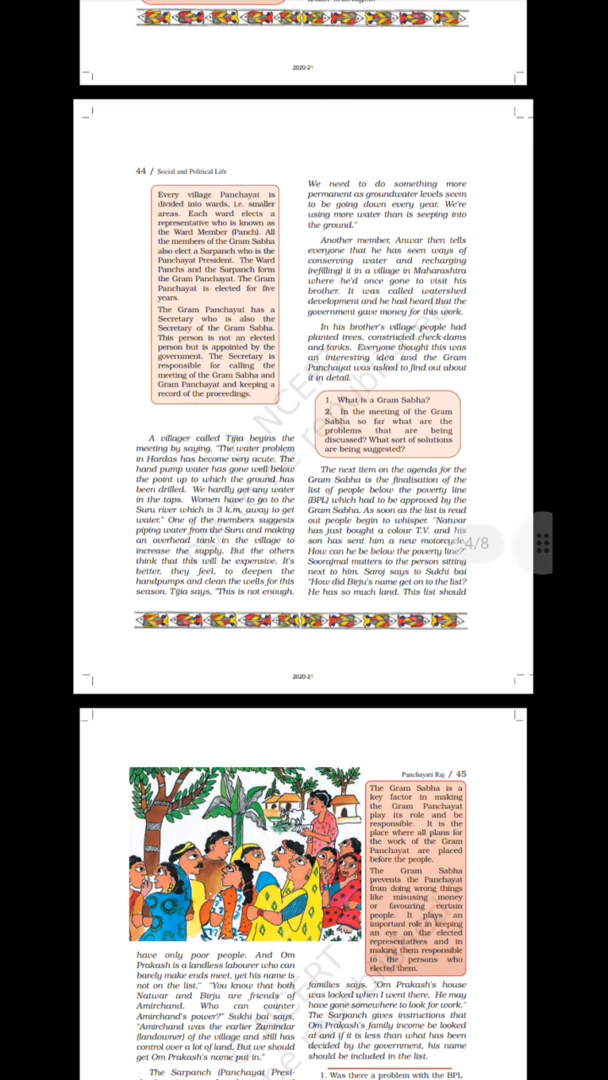 2020-21
44 / Social and Political Life
Every village Panchayat is
divided into wards, i.e. smaller
areas. Each ward elects a
representative who is known as
the Ward Member (Panch). All
the members of the Gram Sabha
also elect a Sarpanch who is the
Panchayat President. The Ward
Panchs and the Sarpanch form
the Gram Panchayat. The Gram
Panchayat is elected for five
years.
The Gram Panchayat has a
Secretary who is also the
Secretary of the Gram Sabha.
This person is not an elected
person but is appointed by the
government. The Secretary is
responsible for calling the
meeting of the Gram Sabha and
Gram Panchayat and keeping a
record of the proceedings.
A villager called Tijia begins the
meeting by saying, "The water problem
in Hardas has become very acute. The
hand pump water has gone well below
the point up to which the ground has
been drilled. We hardly get any water
in the taps. Women have to go to the
Suru river which is 3 k.m. away to get
water." One of the members suggests
piping water from the Suru and making
an overhead tank in the village to
increase the supply. But the others
think that this will be expensive. It's
better, they feel, to deepen the
handpumps and clean the wells for this
season. Tijia says, "This is not enough.
We need to do something more
permanent as groundwater levels seem
to be going down every year. We're
using more water than is seeping into
the ground."
Another member, Anwar then tells
everyone that he has seen ways of
conserving water and recharging
(refilling) it in a village in Maharashtra
where he'd once gone to visit his
brother. It was called watershed
development and he had heard that the
government gave money for this work.
In his brother's village people had
planted trees, constructed check-dams
and tanks. Everyone thought this was
an interesting idea and the Gram
Panchayat was asked to find out about
it in detail.
1. What is a Gram Sabha?
2. In the meeting of the Gram
Sabha so far what are the
problems that are being
discussed? What sort of solutions
are being suggested?
The next item on the agenda for the
Gram Sabha is the finalisation of the
list of people below the poverty line
(BPL) which had to be approved by the
Gram Sabha. As soon as the list is read
out people begin to whisper. "Natwar
has just bought a colour T.V. and his
son has sent him a new motorcycle.
How can he be below the poverty line?"
Soorajmal mutters to the person sitting
next to him. Saroj says to Sukhi bai
"How did Birju's name get on to the list?
He has so much land. This list should
4/8
2020-21
Panchayati Raj / 45
The Gram Sabha is a
key factor in making
the Gram Panchayat
play its role and be
responsible. It is the
place where all plans for
the work of the Gram
Panchayat are placed
before the people.
The Gram Sabha
prevents the Panchayat
from doing wrong things
like misusing money
or favouring certain
people. It plays an
important role in keeping
an eye on the elected
representatives and in
making them responsible
to the persons who
elected them.
have only poor people. And Om
Prakash is a landless labourer who can
barely make ends meet, yet his name is
not on the list." "You know that both
Natwar and Birju are friends of
Amirchand. Who can counter
Amirchand's power?" Sukhi bai says,
"Amirchand was the earlier Zamindar
(landowner) of the village and still has
control over a lot of land. But we should
get Om Prakash's name put in."
The Sarpanch (Panchayat Presi-
families says, "Om Prakash's house
was locked when I went there. He may
have gone somewhere to look for work."
The Sarpanch gives instructions that
Om Prakash's family income be looked
at and if it is less than what has been
decided by the government, his name
should be included in the list.
1. Was there a problem with the BPL